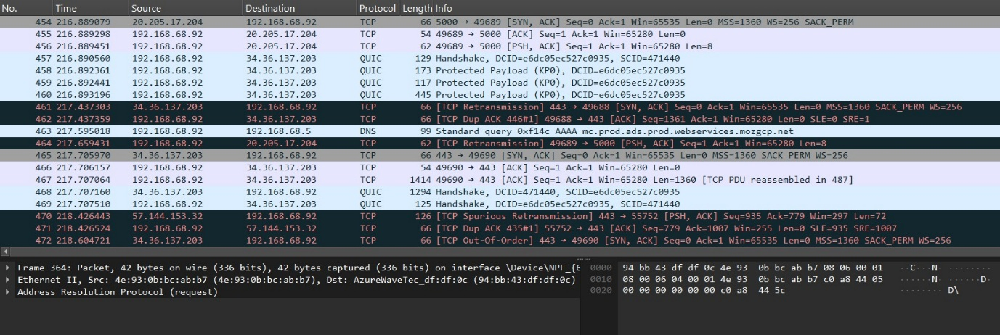 No. Time Source Destination Protocol Length Info
454 216.889079 20.205.17.204 192.168.68.92 TCP 66 5000 → 49689 [SYN, ACK] Seq=0 Ack=1 Win=65535 Len=0 MSS=1360 WS=256 SACK_PERM
455 216.889298 192.168.68.92 20.205.17.204 TCP 54 49689 → 5000 [ACK] Seq=1 Ack=1 Win=65280 Len=0
456 216.889451 192.168.68.92 20.205.17.204 TCP 62 49689 → 5000 [PSH, ACK] Seq=1 Ack=1 Win=65280 Len=8
457 216.890560 192.168.68.92 34.36.137.203 QUIC 129 Handshake, DCID=e6dc05ec527c0935, SCID=471440
458 216.892361 192.168.68.92 34.36.137.203 QUIC 173 Protected Payload (KP0), DCID=e6dc05ec527c0935
459 216.892441 192.168.68.92 34.36.137.203 QUIC 117 Protected Payload (KP0), DCID=e6dc05ec527c0935
460 216.893196 192.168.68.92 34.36.137.203 QUIC 445 Protected Payload (KP0), DCID=e6dc05ec527c0935
461 217.437303 34.36.137.203 192.168.68.92 TCP 66 [TCP Retransmission] 443 → 49688 [SYN, ACK] Seq=0 Ack=1 Win=65535 Len=0 MSS=1360 SACK_PERM WS=256
462 217.437359 192.168.68.92 34.36.137.203 TCP 66 [TCP Dup ACK 446#1] 49688 → 443 [ACK] Seq=1361 Ack=1 Win=65280 Len=0 SLE=0 SRE=1
463 217.595018 192.168.68.92 192.168.68.5 DNS 99 Standard query 0xf14c AAAA mc.prod.ads.prod.webservices.mozgcp.net
464 217.659431 192.168.68.92 20.205.17.204 TCP 62 [TCP Retransmission] 49689 → 5000 [PSH, ACK] Seq=1 Ack=1 Win=65280 Len=8
465 217.705970 34.36.137.203 192.168.68.92 TCP 66 443 → 49690 [SYN, ACK] Seq=0 Ack=1 Win=65535 Len=0 MSS=1360 SACK_PERM WS=256
466 217.706157 192.168.68.92 34.36.137.203 TCP 54 49690 → 443 [ACK] Seq=1 Ack=1 Win=65280 Len=0
467 217.707064 192.168.68.92 34.36.137.203 TCP 1414 49690 → 443 [ACK] Seq=1 Ack=1 Win=65280 Len=1360 [TCP PDU reassembled in 487]
468 217.707160 34.36.137.203 192.168.68.92 QUIC 1294 Handshake, DCID=471440, SCID=e6dc05ec527c0935
469 217.707510 34.36.137.203 192.168.68.92 QUIC 125 Handshake, DCID=471440, SCID=e6dc05ec527c0935
470 218.426443 57.144.153.32 192.168.68.92 TCP 126 [TCP Spurious Retransmission] 443 → 55752 [PSH, ACK] Seq=935 Ack=779 Win=297 Len=72
471 218.426524 192.168.68.92 57.144.153.32 TCP 66 [TCP Dup ACK 435#1] 55752 → 443 [ACK] Seq=779 Ack=1007 Win=255 Len=0 SLE=935 SRE=1007
472 218.604721 34.36.137.203 192.168.68.92 TCP 66 [TCP Out-Of-Order] 443 → 49690 [SYN, ACK] Seq=0 Ack=1 Win=65535 Len=0 MSS=1360 SACK_PERM WS=256
Frame 364: Packet, 42 bytes on wire (336 bits), 42 bytes captured (336 bits) on interface \Device\NPF_{6
Ethernet II, Src: 4e:93:0b:bc:ab:b7 (4e:93:0b:bc:ab:b7), Dst: AzureWaveTec_df:df:0c (94:bb:43:df:df:0c)
Address Resolution Protocol (request)
0000 94 bb 43 df df 0c 4e 93 0b bc ab b7 08 06 00 01 ··C···N· ········
0010 08 00 06 04 00 01 4e 93 0b bc ab b7 c0 a8 44 05 ······N· ······D·
0020 00 00 00 00 00 00 c0 a8 44 5c ········ D\